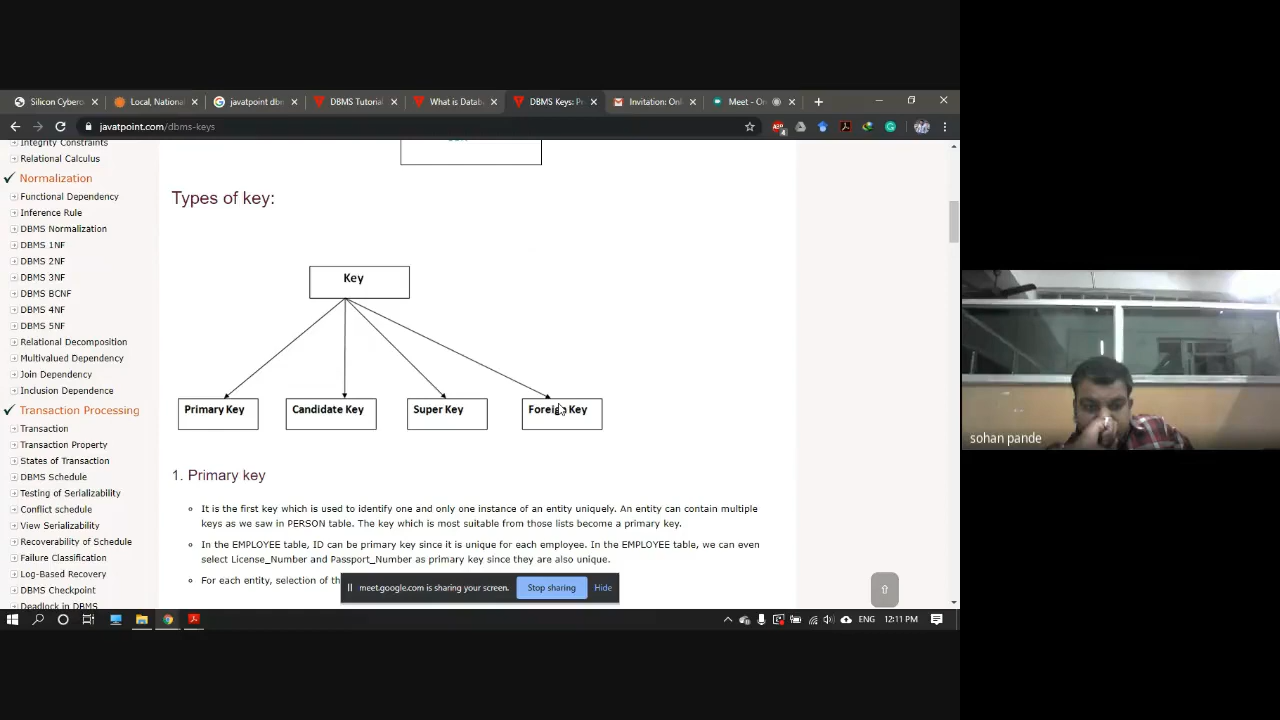 Silicon Cyberc
Local, National
javatpoint dbm
DBMS Tutorial
What is Datab
DBMS Keys: Pr
Invitation: Onl
Meet - On
javatpoint.com/dbms-keys
Integrity Constraints
Relational Calculus
Normalization
Functional Dependency
Inference Rule
DBMS Normalization
DBMS 1NF
DBMS 2NF
DBMS 3NF
DBMS BCNF
DBMS 4NF
DBMS 5NF
Relational Decomposition
Multivalued Dependency
Join Dependency
Inclusion Dependence
Transaction Processing
Transaction
Transaction Property
States of Transaction
DBMS Schedule
Testing of Serializability
Conflict schedule
View Serializability
Recoverability of Schedule
Failure Classification
Log-Based Recovery
DBMS Checkpoint
Deadlock in DBMS
Types of key:
Key
Primary Key
Candidate Key
Super Key
Foreign Key
1. Primary key
It is the first key which is used to identify one and only one instance of an entity uniquely. An entity can contain multiple
keys as we saw in PERSON table. The key which is most suitable from those lists become a primary key.
In the EMPLOYEE table, ID can be primary key since it is unique for each employee. In the EMPLOYEE table, we can even
select License_Number and Passport_Number as primary key since they are also unique.
For each entity, selection of th
meet.google.com is sharing your screen.
Stop sharing
Hide
sohan pande
ENG
12:11 PM